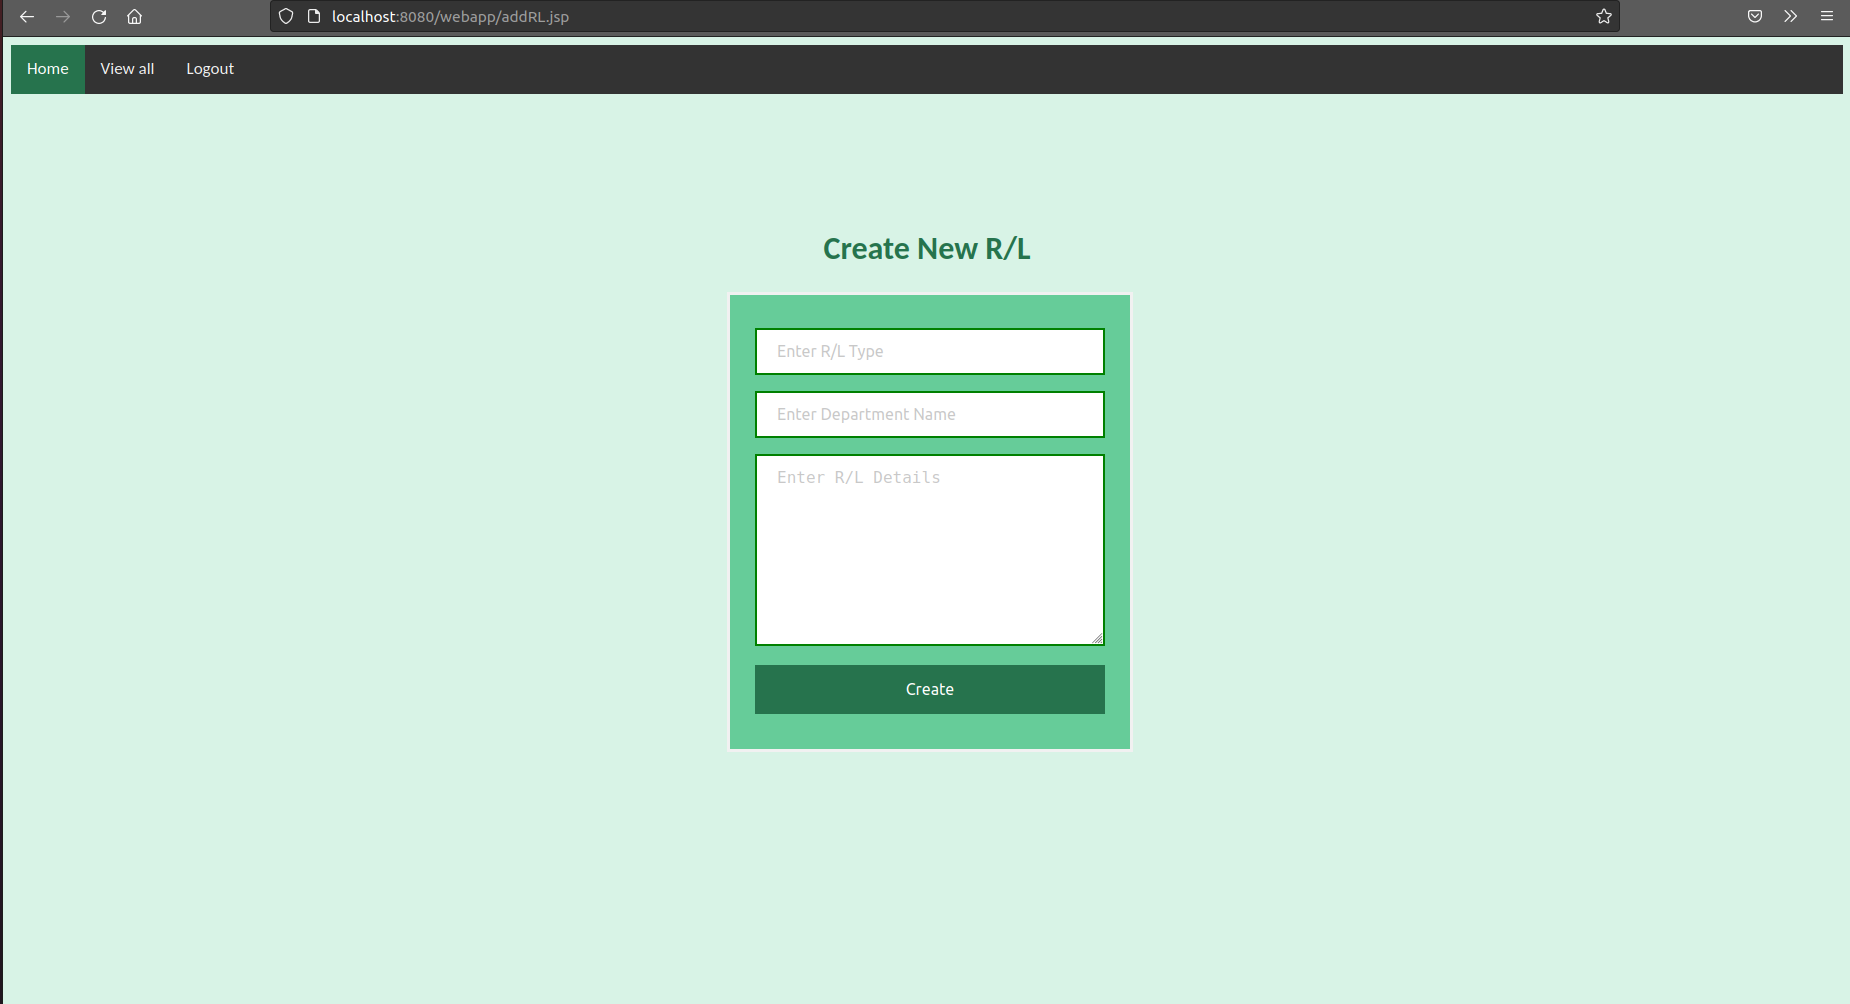 localhost:8080/webapp/addRL.jsp
Home View all Logout
Create New R/L
Enter R/L Type
Enter Department Name
Enter R/L Details
Create